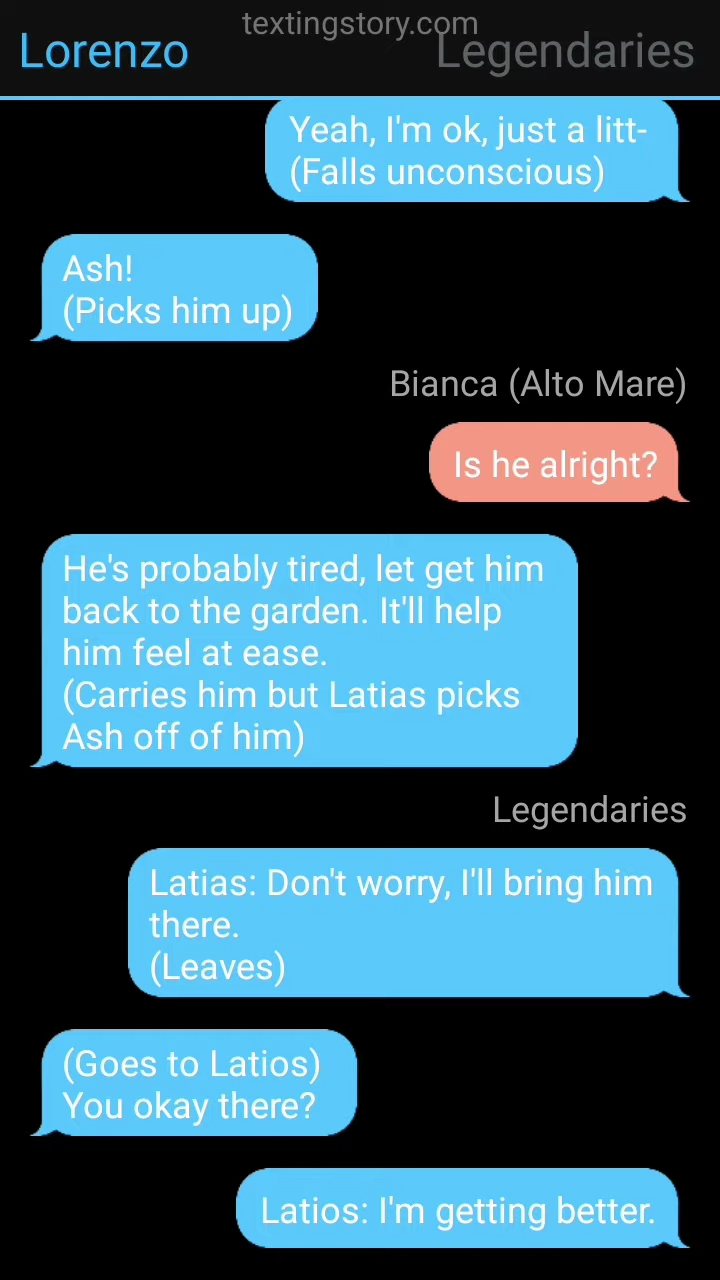 textingstory.com
Lorenzo
Legendaries
Yeah, I'm ok, just a litt-
(Falls unconscious)
Ash!
(Picks him up)
Bianca (Alto Mare)
Is he alright?
He's probably tired, let get him
back to the garden. It'll help
him feel at ease.
(Carries him but Latias picks
Ash off of him)
Legendaries
Latias: Don't worry, I'll bring him
there.
(Leaves)
(Goes to Latios)
You okay there?
Latios: I'm getting better.